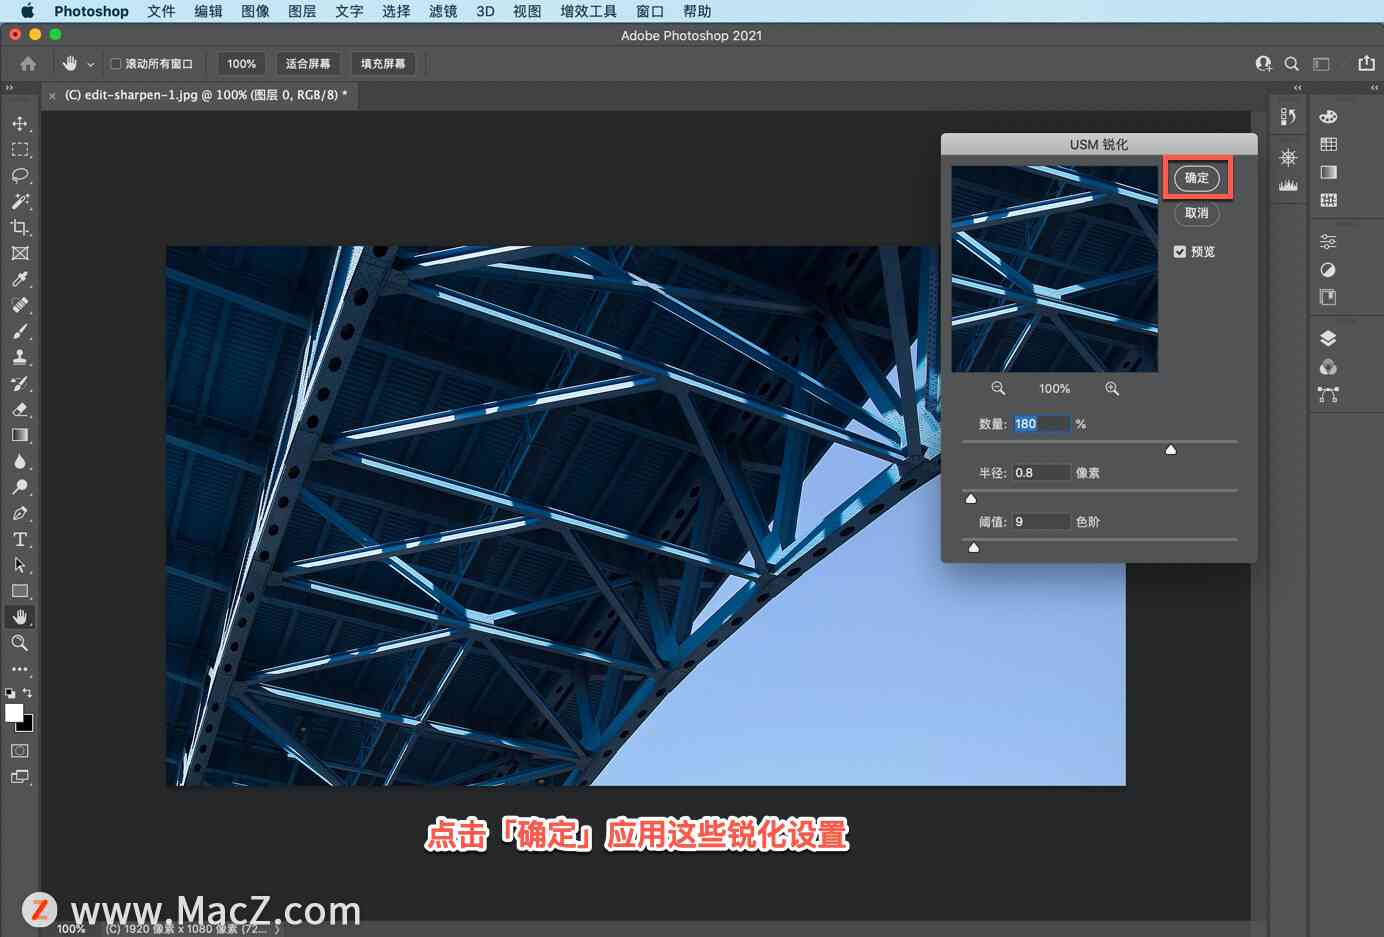 Photoshop 文件 编辑 图像 图层 文字 选择 滤镜 3D 视图 增效工具 窗口 帮助
Adobe Photoshop 2021
滚动所有窗口 100% 适合屏幕 填充屏幕
× (C) edit-sharpen-1.jpg @ 100% (图层 0, RGB/8) *
USM 锐化
确定
取消
预览
100%
数量: 180 %
半径: 0.8 像素
阈值: 9 色阶
点击「确定」应用这些锐化设置
Z www.MacZ.com
100% (C) 1920 像素 x 1080 像素 (72...